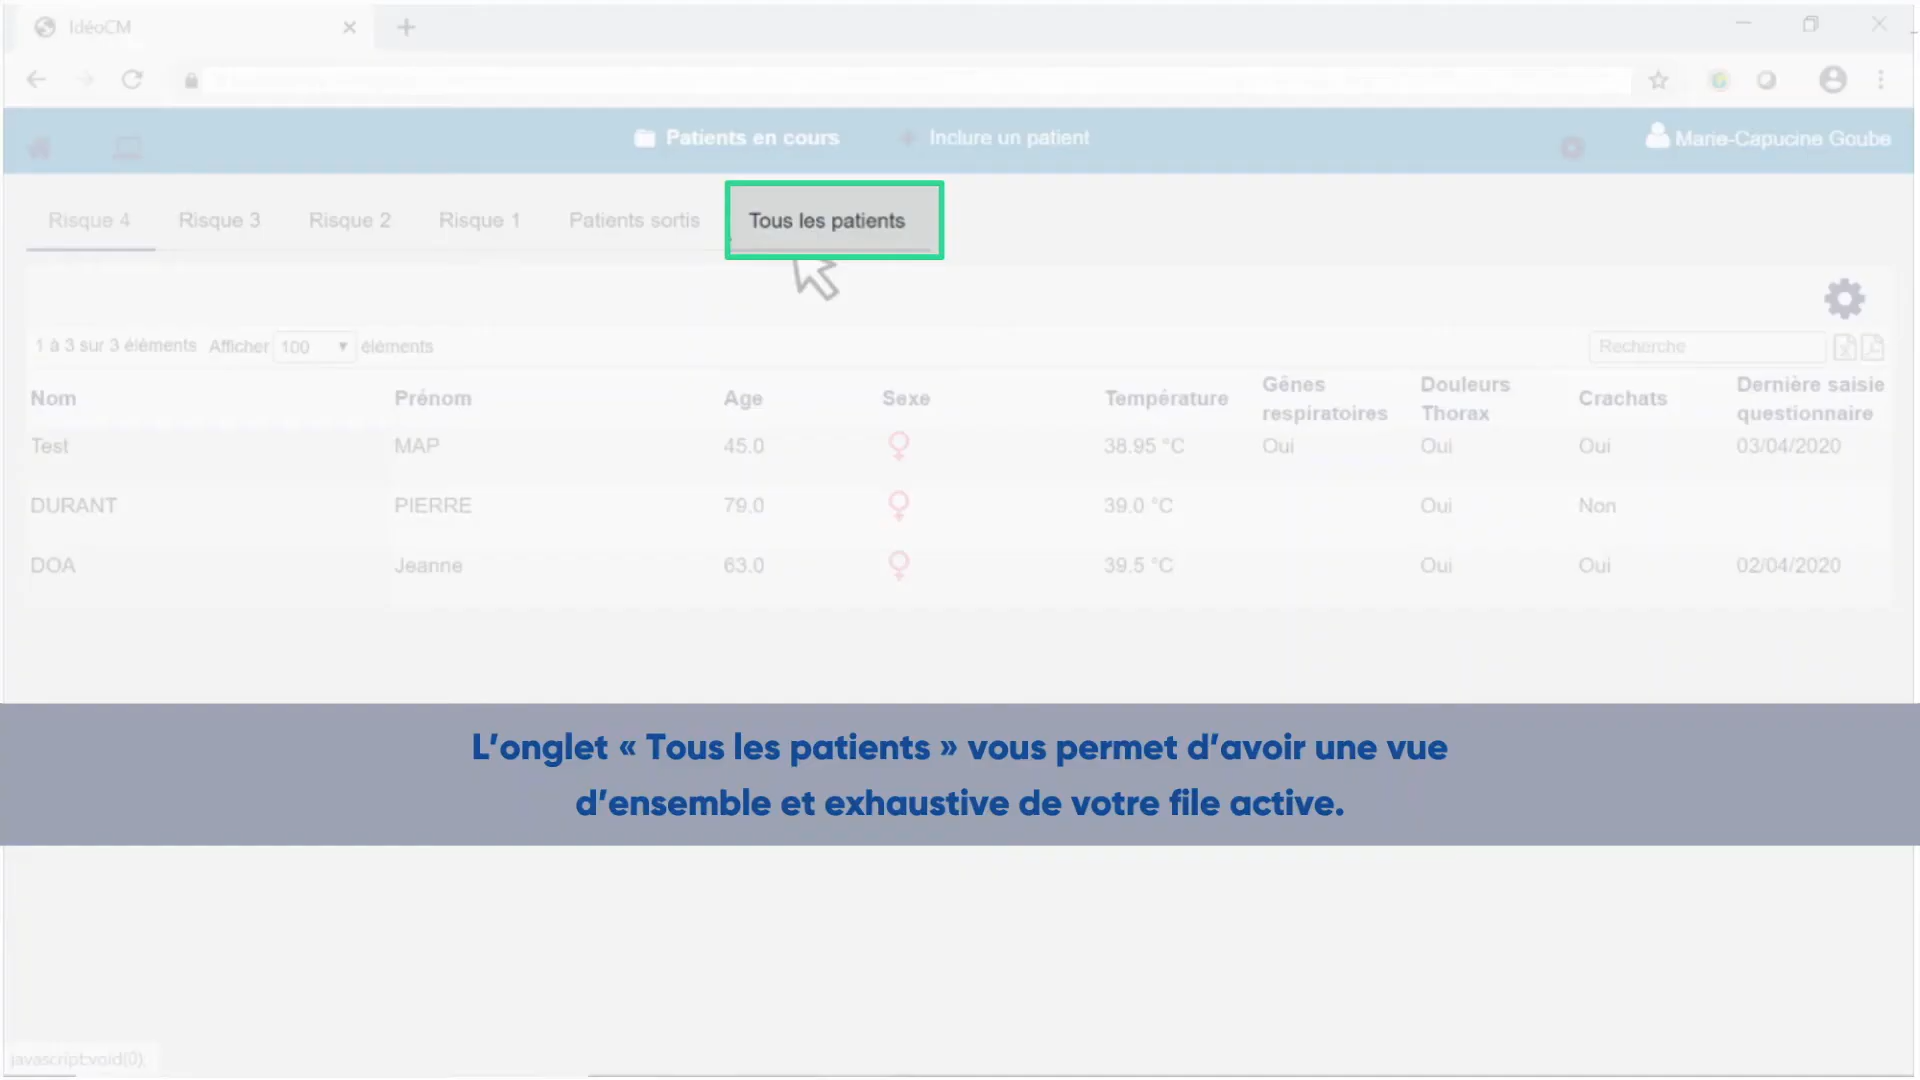 IdéoCM
Patients en cours
Inclure un patient
Marie-Capucine Goube
Risque 4 Risque 3 Risque 2 Risque 1 Patients sortis Tous les patients
1 à 3 sur 3 éléments Afficher 100 éléments
Recherche
Nom Prénom Age Sexe Température Gênes respiratoires Douleurs Thorax Crachats Dernière saisie questionnaire
Test MAP 45.0 38.95 °C Oui Oui Oui 03/04/2020
DURANT PIERRE 79.0 39.0 °C Oui Non
DOA Jeanne 63.0 39.5 °C Oui Oui 02/04/2020
L’onglet « Tous les patients » vous permet d’avoir une vue
d’ensemble et exhaustive de votre file active.
javascript:void(0);